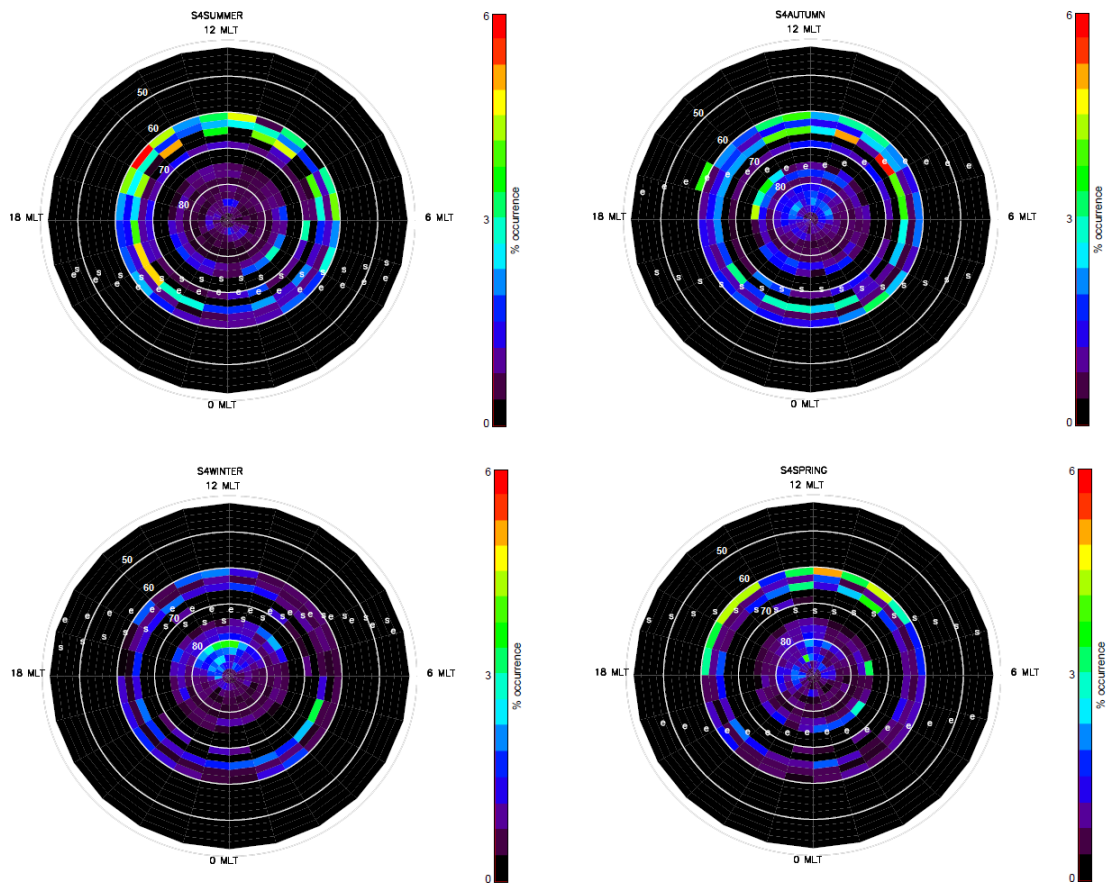 S4SUMMER
12 MLT
50
60
70
80
18 MLT
6 MLT
s s s s s s s s s s s s s
e e e e e e e e e e e e e
0 MLT
6
3
0
% occurrence
S4AUTUMN
12 MLT
50
60
70
80
18 MLT
6 MLT
e e e e e e e e e e e e e
s s s s s s s s s s s s s
0 MLT
6
3
0
% occurrence
S4WINTER
12 MLT
50
60
70
80
18 MLT
6 MLT
e e e e e e e e e e e e e
s s s s s s s s s s s s s
0 MLT
6
3
0
% occurrence
S4SPRING
12 MLT
50
60
70
80
18 MLT
6 MLT
s s s s s s s s s s s s s
e e e e e e e e e e e e e
0 MLT
6
3
0
% occurrence